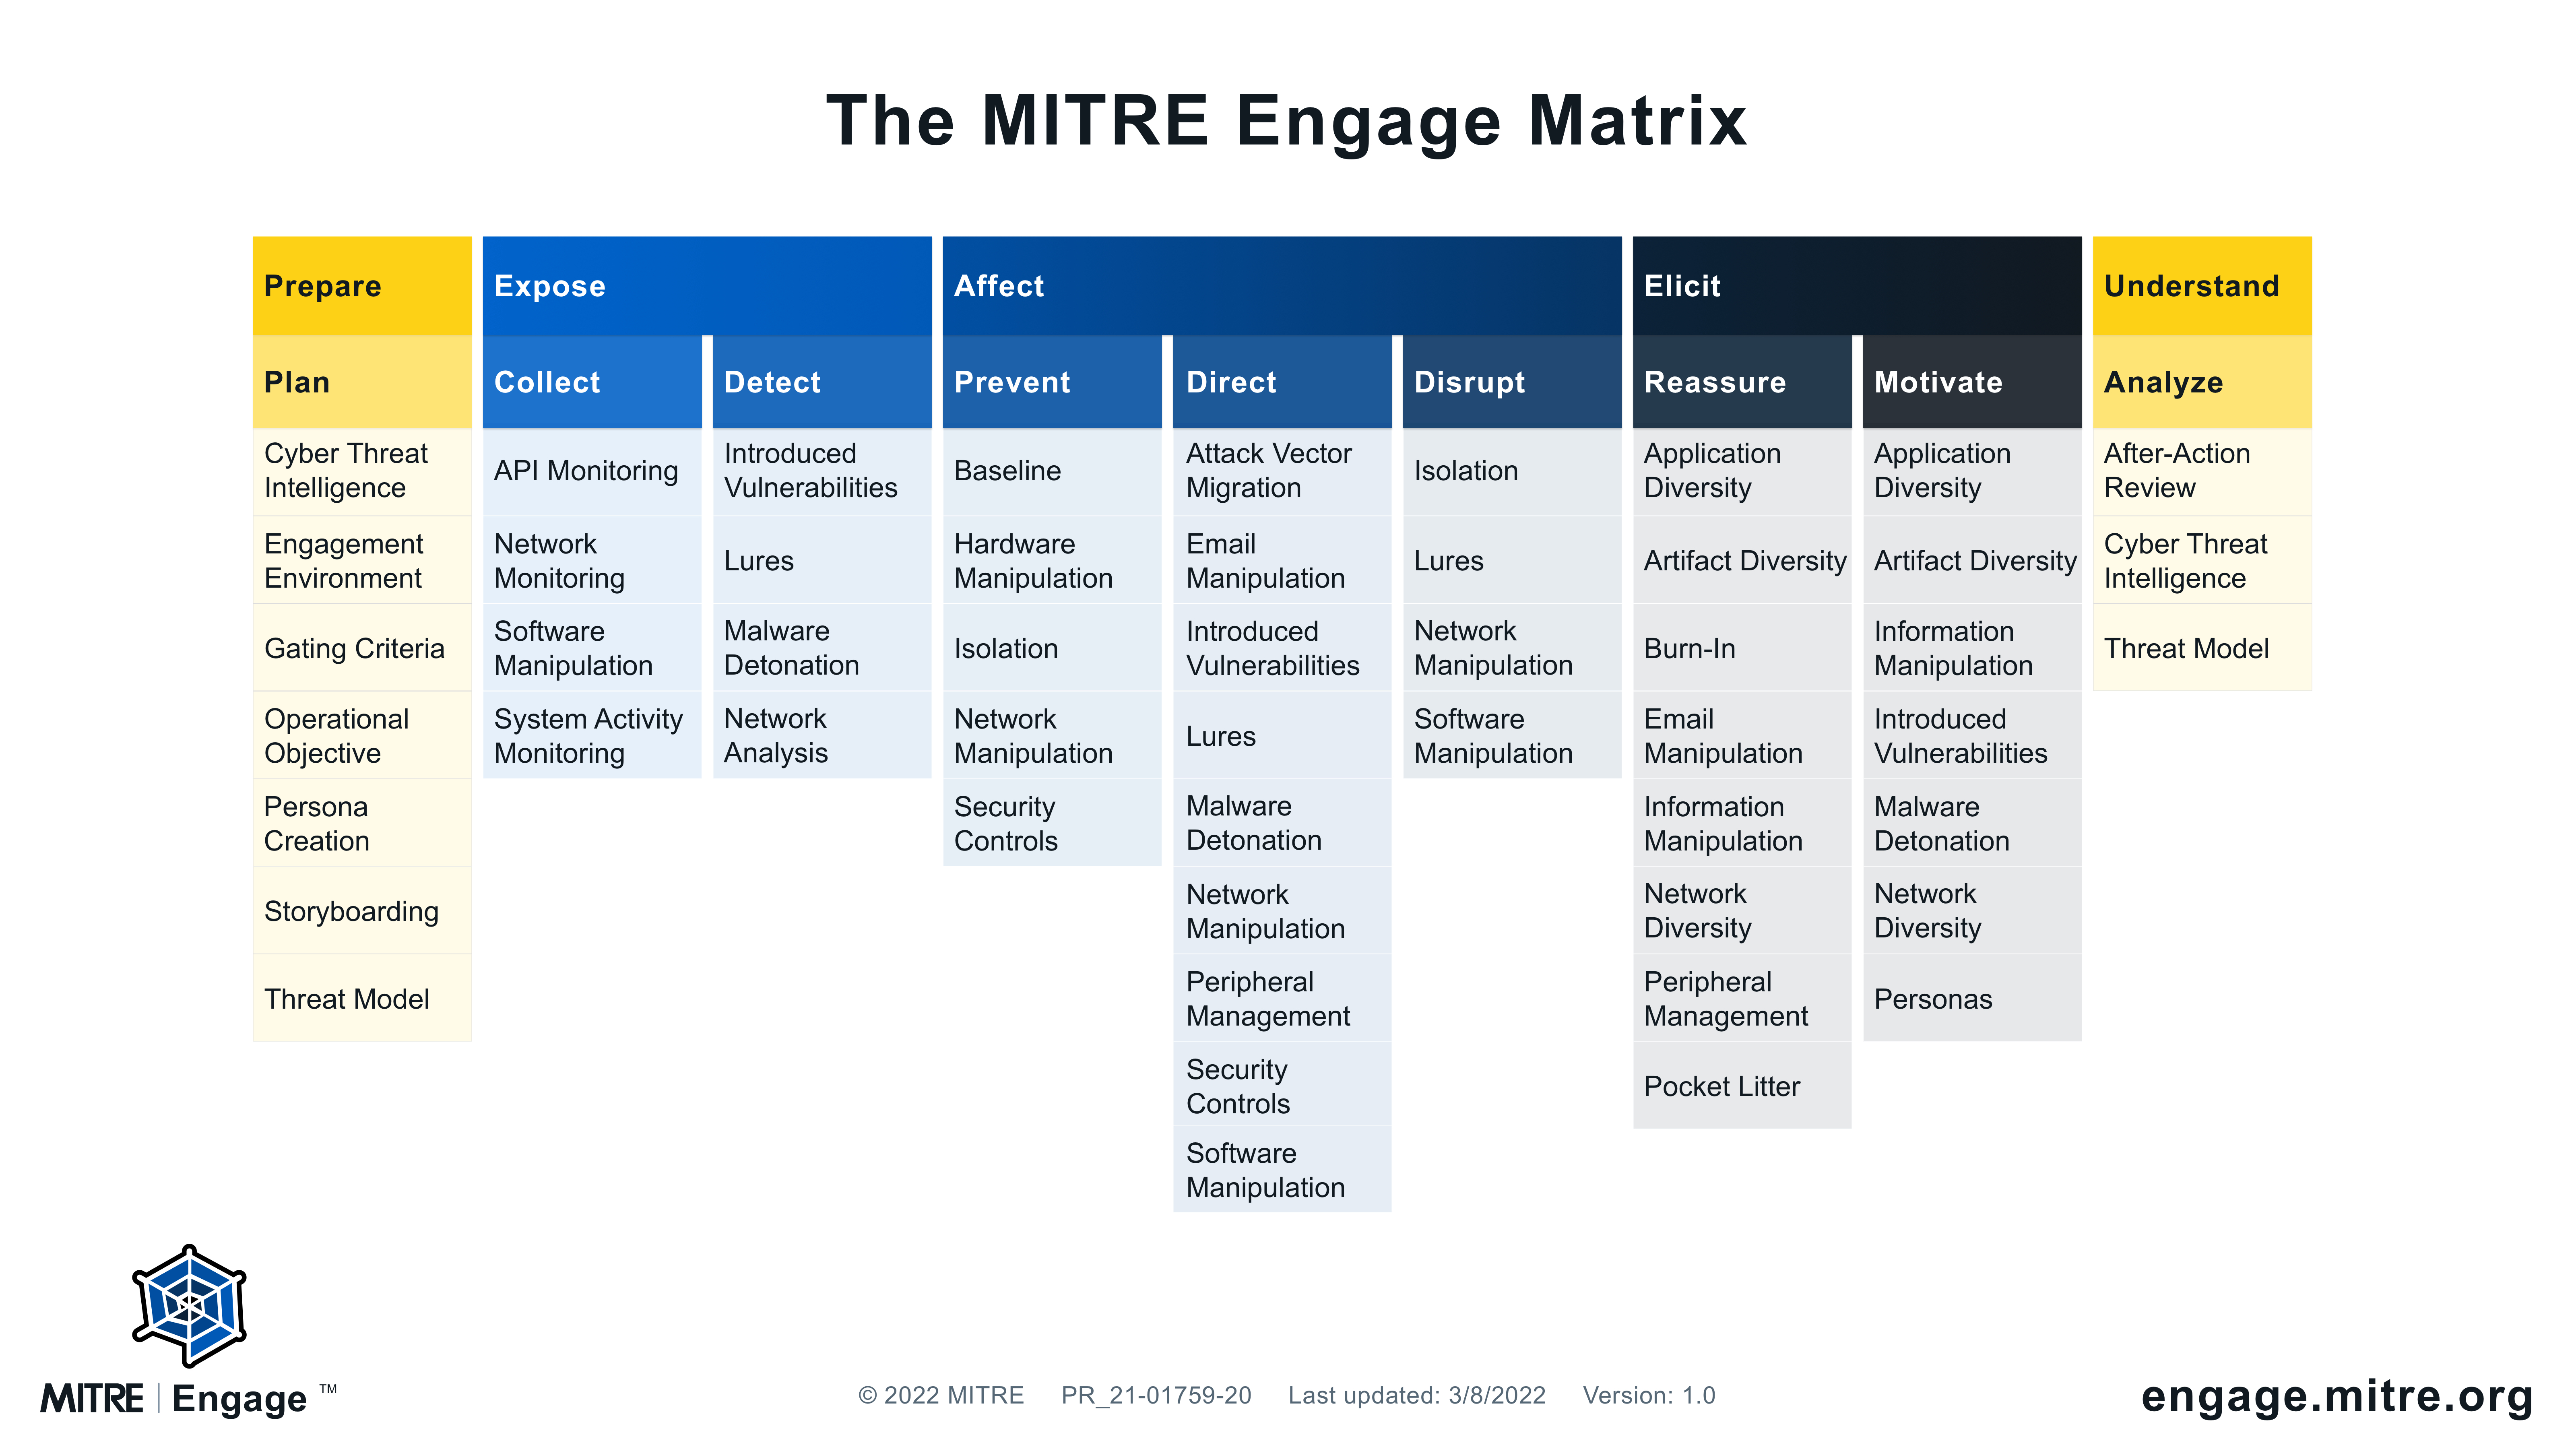 The MITRE Engage Matrix
Prepare
Expose
Affect
Elicit
Understand
Plan
Collect
Detect
Prevent
Direct
Disrupt
Reassure
Motivate
Analyze
Cyber Threat
Intelligence
Engagement
Environment
Gating Criteria
Operational
Objective
Persona
Creation
Storyboarding
Threat Model
API Monitoring
Network
Monitoring
Software
Manipulation
System Activity
Monitoring
Introduced
Vulnerabilities
Lures
Malware
Detonation
Network
Analysis
Baseline
Hardware
Manipulation
Isolation
Network
Manipulation
Security
Controls
Attack Vector
Migration
Email
Manipulation
Introduced
Vulnerabilities
Lures
Malware
Detonation
Network
Manipulation
Peripheral
Management
Security
Controls
Software
Manipulation
Isolation
Lures
Network
Manipulation
Software
Manipulation
Application
Diversity
Artifact Diversity
Burn-In
Email
Manipulation
Information
Manipulation
Network
Diversity
Peripheral
Management
Pocket Litter
Application
Diversity
Artifact Diversity
Information
Manipulation
Introduced
Vulnerabilities
Malware
Detonation
Network
Diversity
Personas
After-Action
Review
Cyber Threat
Intelligence
Threat Model
MITRE | Engage ™
© 2022 MITRE PR_21-01759-20 Last updated: 3/8/2022 Version: 1.0
engage.mitre.org